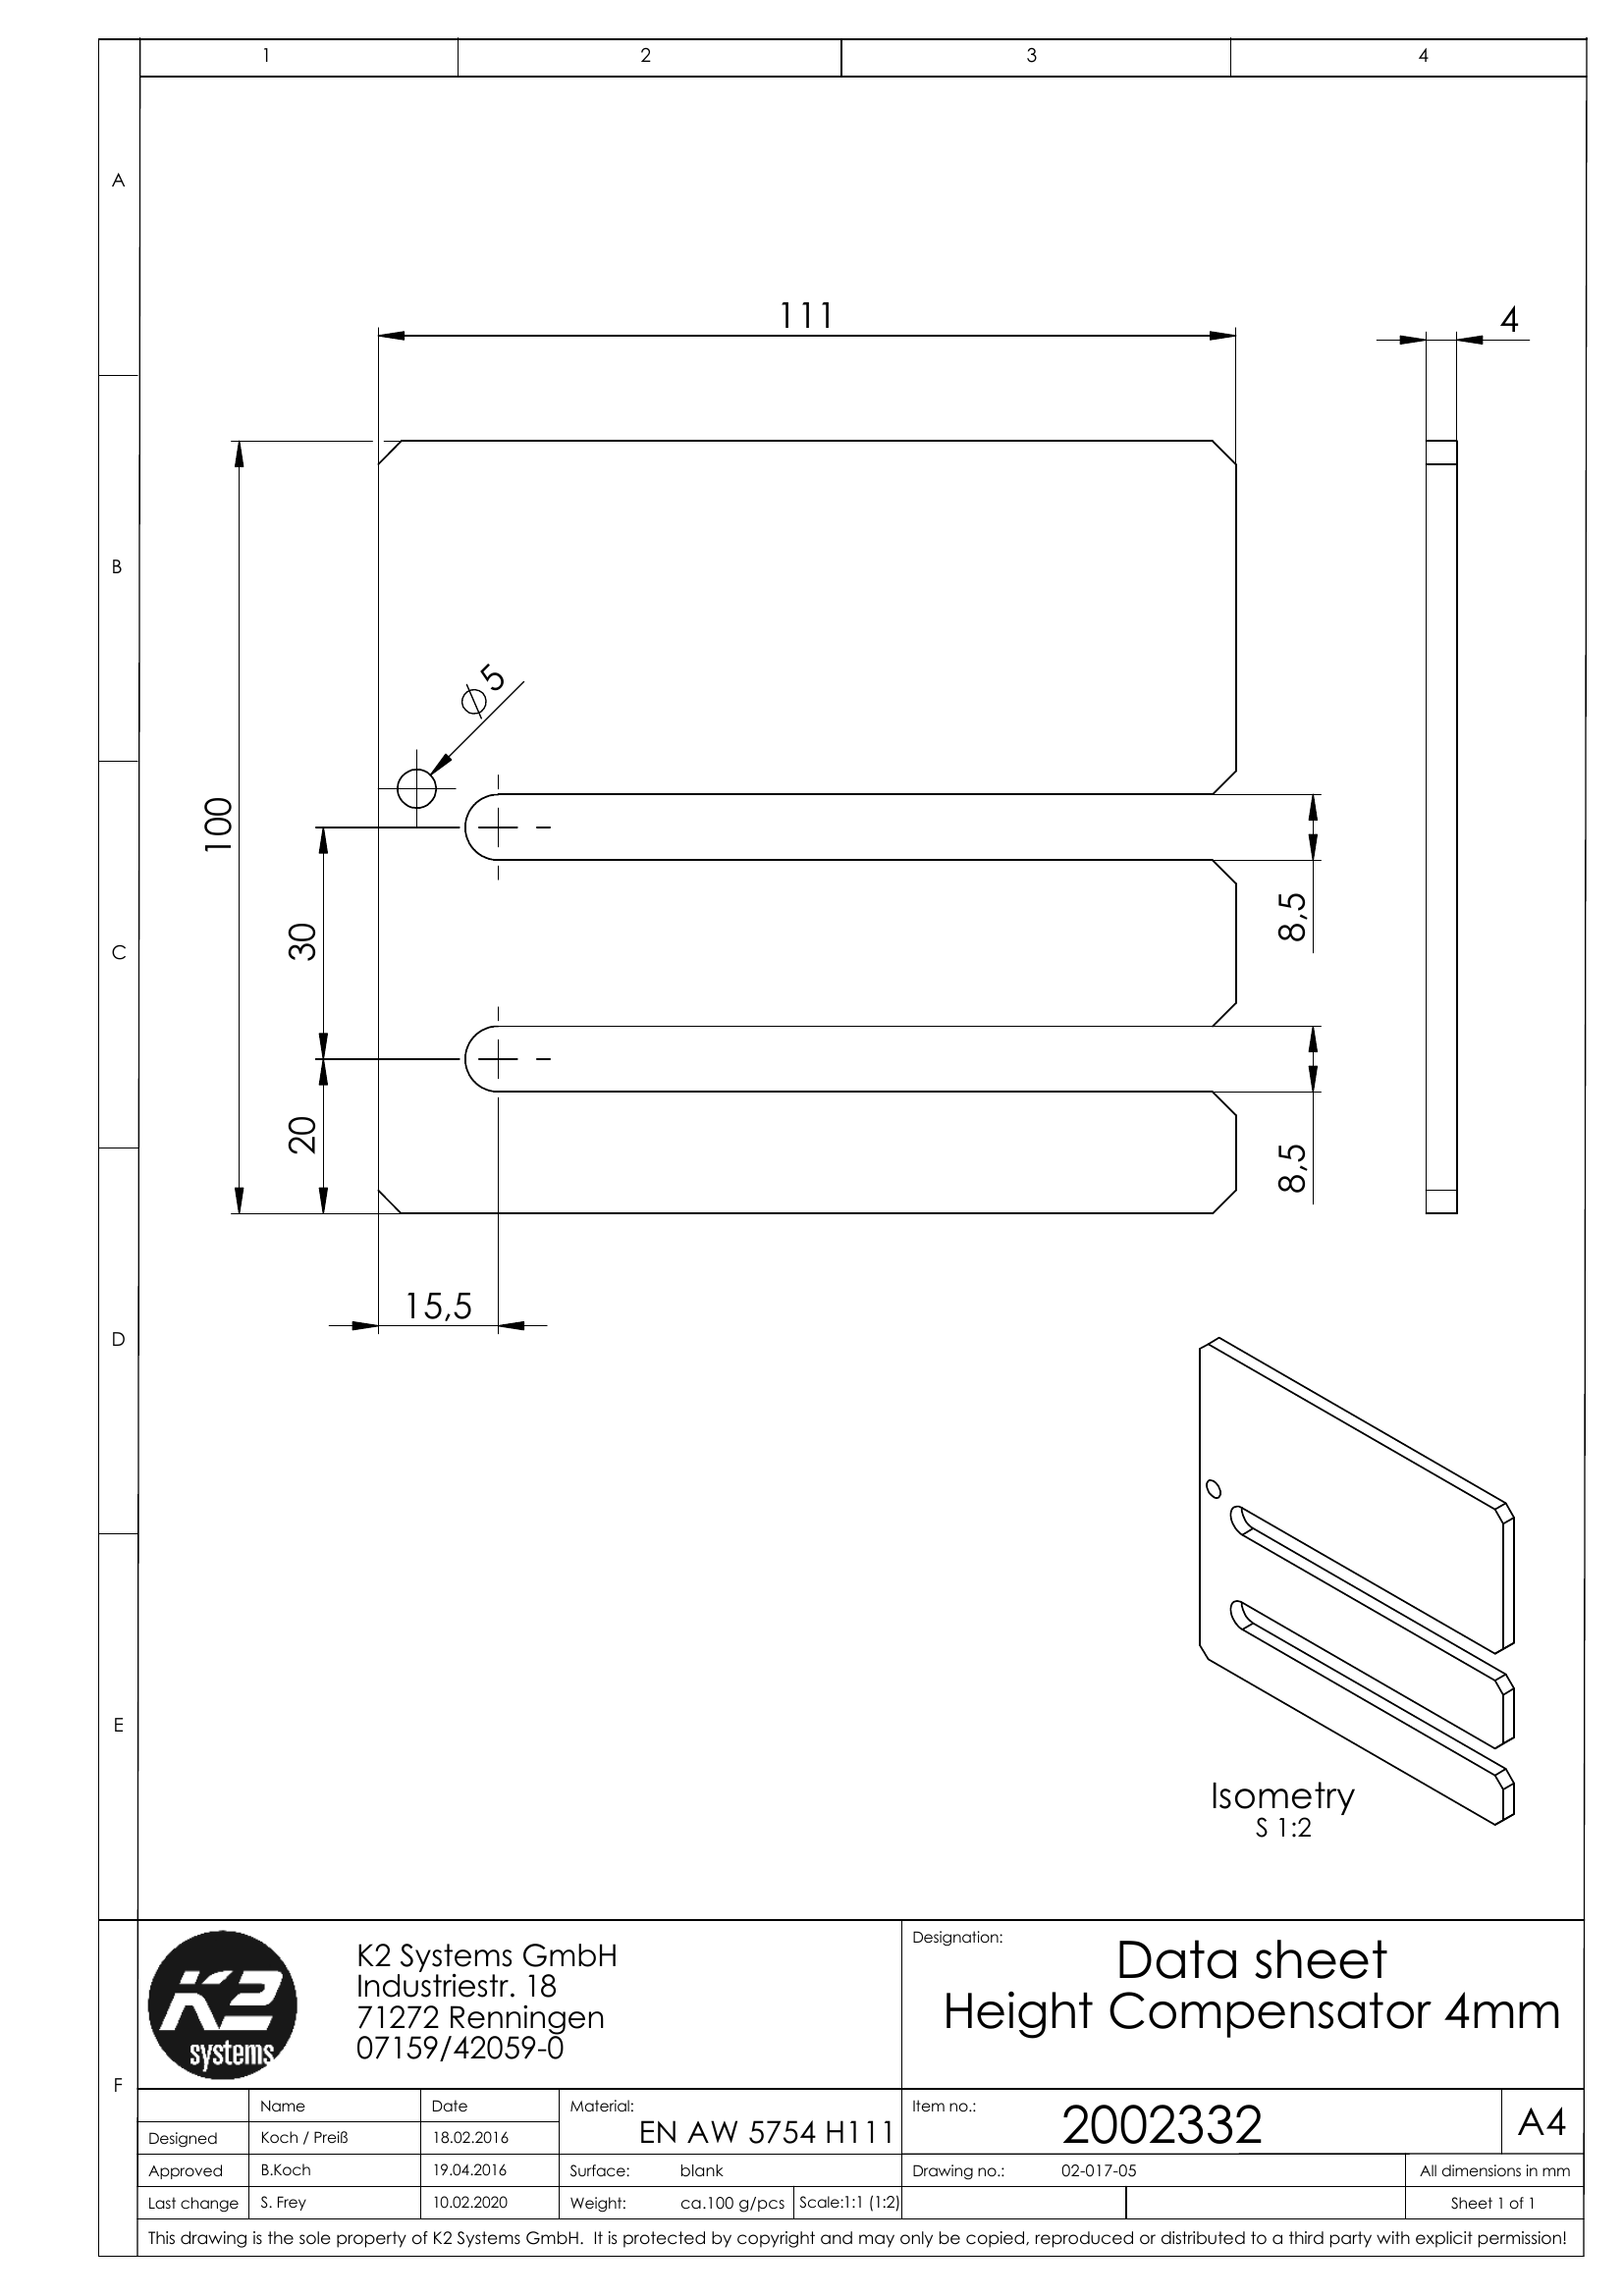 1 2 3 4
A
B
C
D
E
F
111
4
⌀5
100
30
20
8,5
8,5
15,5
Isometry
S 1:2
K2 systems
K2 Systems GmbH
Industriestr. 18
71272 Renningen
07159/42059-0
Designation:
Data sheet
Height Compensator 4mm
Name Date Material: EN AW 5754 H111 Item no.: 2002332 A4
Designed Koch / Preiß 18.02.2016
Approved B.Koch 19.04.2016 Surface: blank Drawing no.: 02-017-05 All dimensions in mm
Last change S. Frey 10.02.2020 Weight: ca.100 g/pcs Scale:1:1 (1:2) Sheet 1 of 1
This drawing is the sole property of K2 Systems GmbH. It is protected by copyright and may only be copied, reproduced or distributed to a third party with explicit permission!